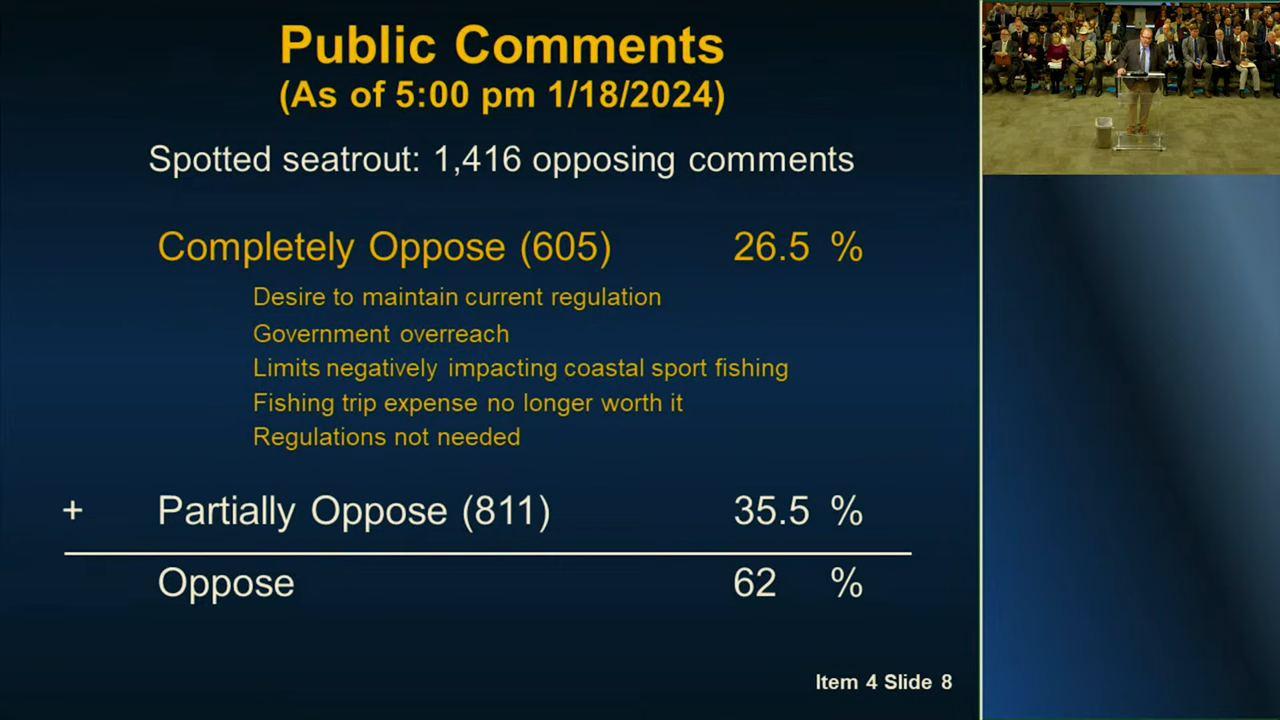 Public Comments
(As of 5:00 pm 1/18/2024)
Spotted seatrout: 1,416 opposing comments
Completely Oppose (605) 26.5 %
Desire to maintain current regulation
Government overreach
Limits negatively impacting coastal sport fishing
Fishing trip expense no longer worth it
Regulations not needed
+ Partially Oppose (811) 35.5 %
Oppose 62 %
Item 4 Slide 8